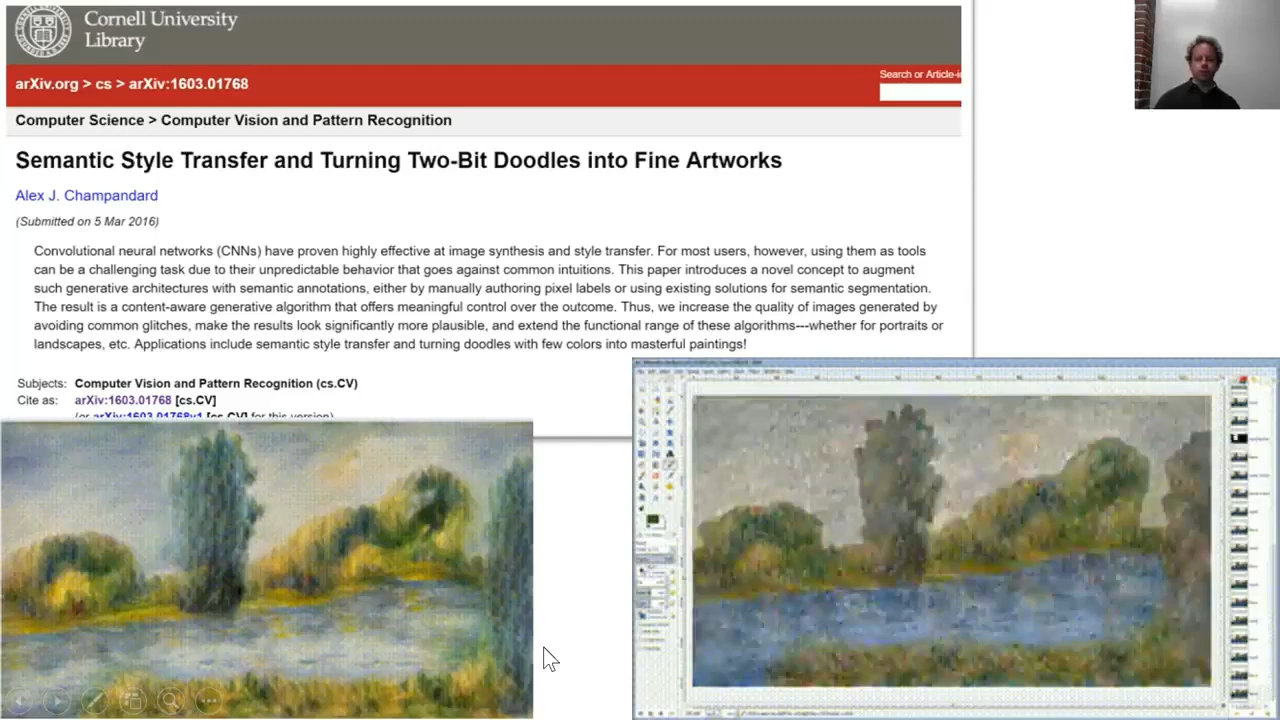 Cornell University
Library
arXiv.org > cs > arXiv:1603.01768
Search or Article-i
Computer Science > Computer Vision and Pattern Recognition
Semantic Style Transfer and Turning Two-Bit Doodles into Fine Artworks
Alex J. Champandard
(Submitted on 5 Mar 2016)
Convolutional neural networks (CNNs) have proven highly effective at image synthesis and style transfer. For most users, however, using them as tools
can be a challenging task due to their unpredictable behavior that goes against common intuitions. This paper introduces a novel concept to augment
such generative architectures with semantic annotations, either by manually authoring pixel labels or using existing solutions for semantic segmentation.
The result is a content-aware generative algorithm that offers meaningful control over the outcome. Thus, we increase the quality of images generated by
avoiding common glitches, make the results look significantly more plausible, and extend the functional range of these algorithms---whether for portraits or
landscapes, etc. Applications include semantic style transfer and turning doodles with few colors into masterful paintings!
Subjects: Computer Vision and Pattern Recognition (cs.CV)
Cite as: arXiv:1603.01768 [cs.CV]
(or arXiv:1603.01768v1 [cs.CV] for this version)